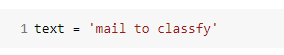 1 text = 'mail to classfy'